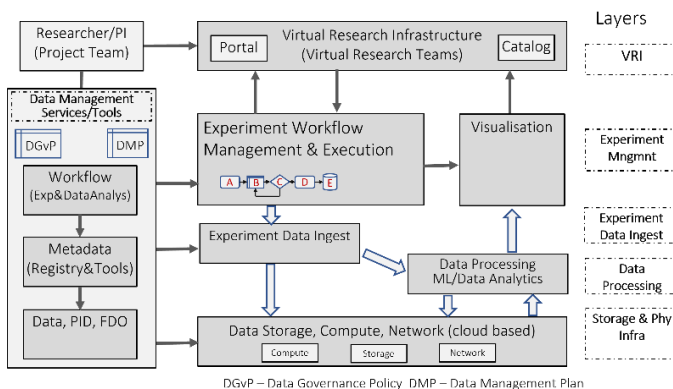 Layers
Researcher/PI
(Project Team)
Virtual Research Infrastructure
(Virtual Research Teams)
Portal
Catalog
VRI
Data Management
Services/Tools
DGvP
DMP
Workflow
(Exp&DataAnalys)
Metadata
(Registry&Tools)
Data, PID, FDO
Experiment Workflow
Management & Execution
A
B
C
D
E
Visualisation
Experiment
Mngmnt
Experiment Data Ingest
Experiment
Data Ingest
Data Processing
ML/Data Analytics
Data
Processing
Data Storage, Compute, Network (cloud based)
Compute
Storage
Network
Storage & Phy
Infra
DGvP – Data Governance Policy DMP – Data Management Plan